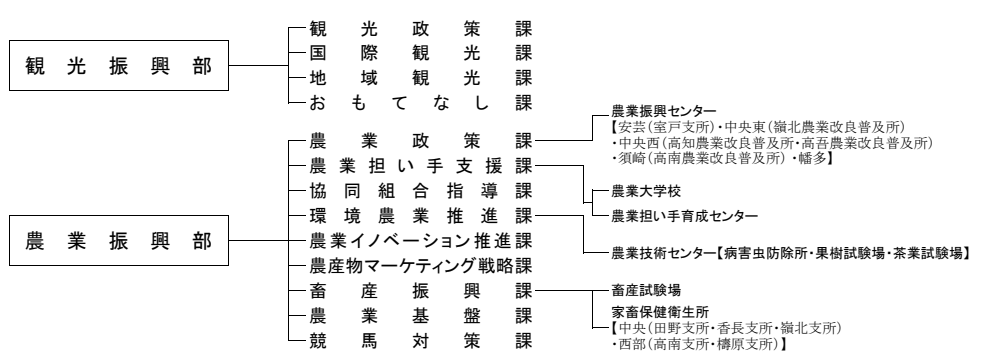 観光振興部
観光政策課
国際観光課
地域観光課
おもてなし課
農業振興部
農業政策課
農業担い手支援課
協同組合指導課
環境農業推進課
農業イノベーション推進課
農産物マーケティング戦略課
畜産振興課
農業基盤課
競馬対策課
農業振興センター
【安芸(室戸支所)・中央東(嶺北農業改良普及所)
・中央西(高知農業改良普及所・高吾農業改良普及所)
・須崎(高南農業改良普及所)・幡多】
農業大学校
農業担い手育成センター
農業技術センター【病害虫防除所・果樹試験場・茶業試験場】
畜産試験場
家畜保健衛生所
【中央(田野支所・香長支所・嶺北支所)
・西部(高南支所・檮原支所)】